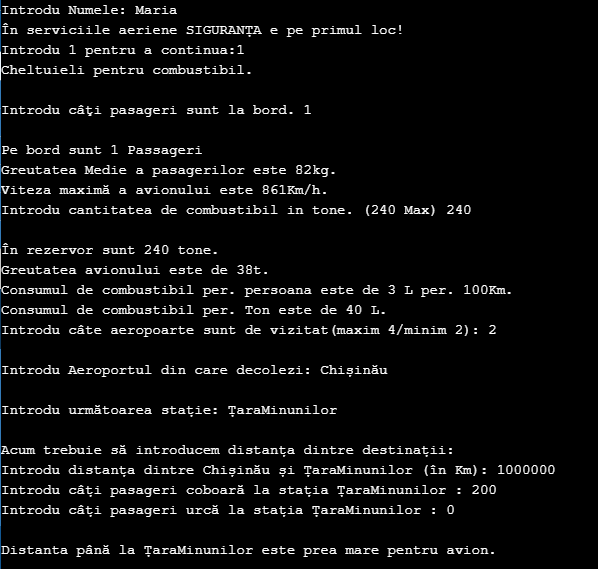 Introdu Numele: Maria
În serviciile aeriene SIGURANȚA e pe primul loc!
Introdu 1 pentru a continua:1
Cheltuieli pentru combustibil.
Introdu câți pasageri sunt la bord. 1
Pe bord sunt 1 Passageri
Greutatea Medie a pasagerilor este 82kg.
Viteza maximă a avionului este 861Km/h.
Introdu cantitatea de combustibil in tone. (240 Max) 240
În rezervor sunt 240 tone.
Greutatea avionului este de 38t.
Consumul de combustibil per. persoana este de 3 L per. 100Km.
Consumul de combustibil per. Ton este de 40 L.
Introdu câte aeropoarte sunt de vizitat(maxim 4/minim 2): 2
Introdu Aeroportul din care decolezi: Chișinău
Introdu următoarea stație: ȚaraMinunilor
Acum trebuie să introducem distanța dintre destinații:
Introdu distanța dintre Chișinău și ȚaraMinunilor (în Km): 1000000
Introdu câți pasageri coboară la stația ȚaraMinunilor : 200
Introdu câți pasageri urcă la stația ȚaraMinunilor : 0
Distanta până la ȚaraMinunilor este prea mare pentru avion.